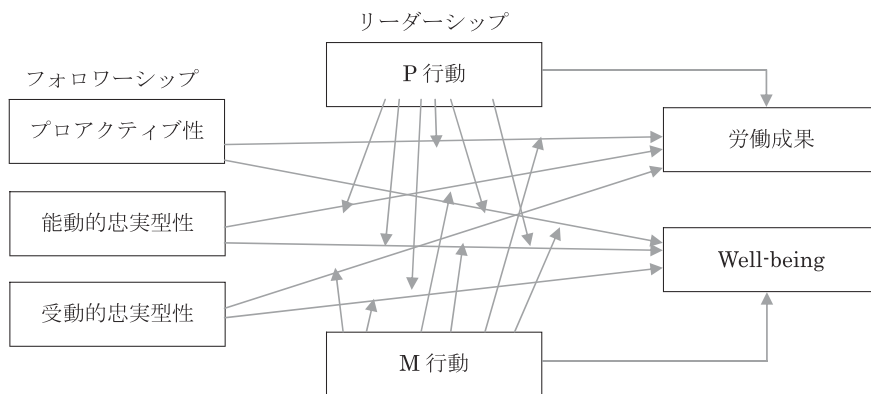 リーダーシップ
P 行動
フォロワーシップ
プロアクティブ性
労働成果
能動的忠実型性
Well-being
受動的忠実型性
M 行動